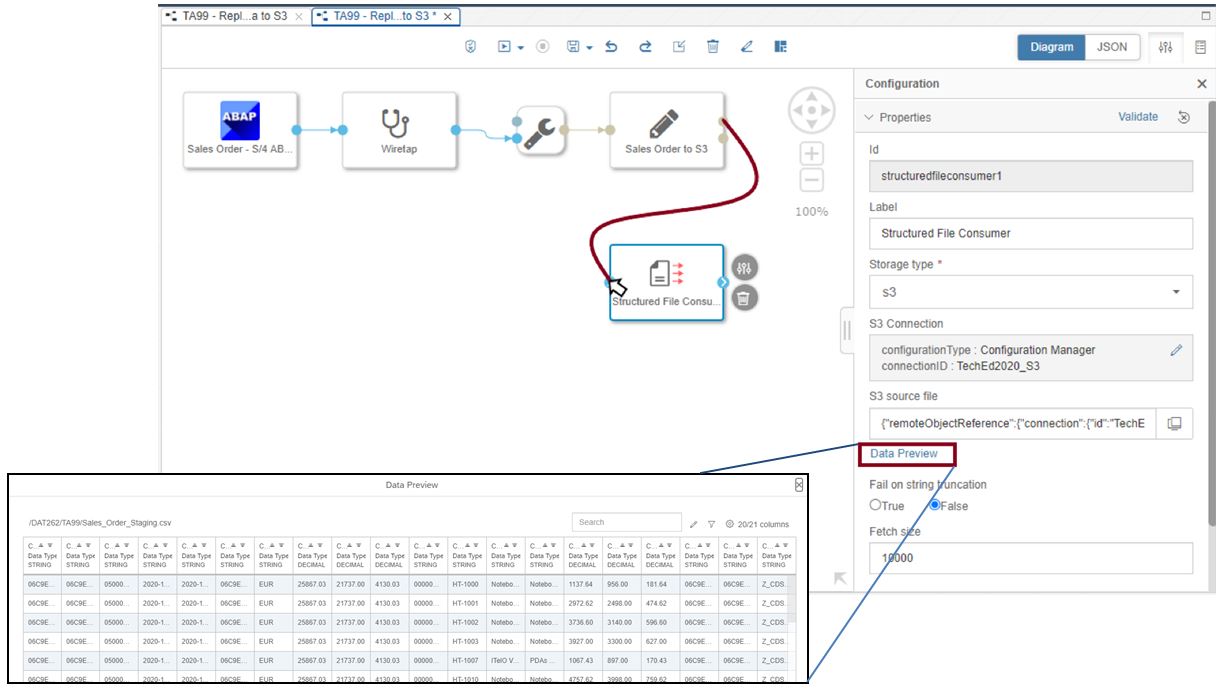 TA99 - Repl...a to S3
TA99 - Repl...to S3 *
Diagram
JSON
ABAP
Sales Order - S/4 AB...
Wiretap
Sales Order to S3
100%
Structured File Consu...
Configuration
Properties
Validate
Id
structuredfileconsumer1
Label
Structured File Consumer
Storage type *
s3
S3 Connection
configurationType : Configuration Manager
connectionID : TechEd2020_S3
S3 source file
{"remoteObjectReference":{"connection":{"id":"TechE
Data Preview
Fail on string truncation
True False
Fetch size
10000
Data Preview
/DAT262/TA99/Sales_Order_Staging.csv
Search
20/21 columns
C... C... C... C... C... C... C... C... C... C... C... C... C... C... C... C... C... C... C... C...
Data Type Data Type Data Type Data Type Data Type Data Type Data Type Data Type Data Type Data Type Data Type Data Type Data Type Data Type Data Type Data Type Data Type Data Type Data Type Data Type
STRING STRING STRING STRING STRING STRING STRING DECIMAL DECIMAL DECIMAL STRING STRING STRING STRING DECIMAL DECIMAL DECIMAL STRING STRING STRING
06C9E... 06C9E... 05000... 2020-1... 2020-1... 06C9E... EUR 25867.03 21737.00 4130.03 00000... HT-1000 Notebo... Notebo... 1137.64 956.00 181.64 06C9E... 06C9E... Z_CDS...
06C9E... 06C9E... 05000... 2020-1... 2020-1... 06C9E... EUR 25867.03 21737.00 4130.03 00000... HT-1001 Notebo... Notebo... 2972.62 2498.00 474.62 06C9E... 06C9E... Z_CDS...
06C9E... 06C9E... 05000... 2020-1... 2020-1... 06C9E... EUR 25867.03 21737.00 4130.03 00000... HT-1002 Notebo... Notebo... 3736.60 3140.00 596.60 06C9E... 06C9E... Z_CDS...
06C9E... 06C9E... 05000... 2020-1... 2020-1... 06C9E... EUR 25867.03 21737.00 4130.03 00000... HT-1003 Notebo... Notebo... 3927.00 3300.00 627.00 06C9E... 06C9E... Z_CDS...
06C9E... 06C9E... 05000... 2020-1... 2020-1... 06C9E... EUR 25867.03 21737.00 4130.03 00000... HT-1007 ITelO V... PDAs ... 1067.43 897.00 170.43 06C9E... 06C9E... Z_CDS...
06C9E... 06C9E... 05000... 2020-1... 2020-1... 06C9E... EUR 25867.03 21737.00 4130.03 00000... HT-1010 Notebo... Notebo... 4757.62 3998.00 759.62 06C9E... 06C9E... Z_CDS...